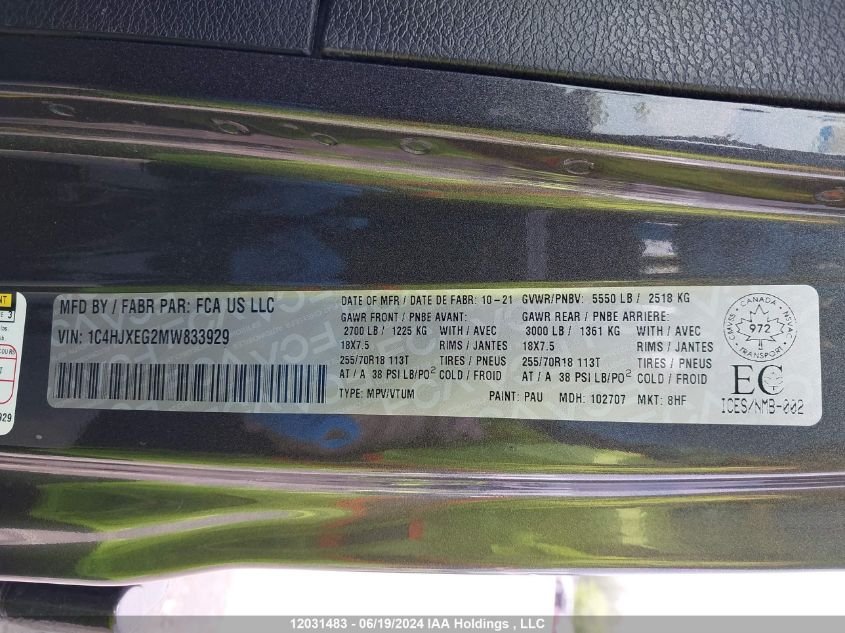 MFD BY / FABR PAR: FCA US LLC
VIN: 1C4HJXEG2MW833929
DATE OF MFR / DATE DE FABR: 10-21 GVWR/PNBV: 5550 LB / 2518 KG
GAWR FRONT / PNBE AVANT: GAWR REAR / PNBE ARRIERE:
2700 LB / 1225 KG WITH / AVEC 3000 LB / 1361 KG WITH / AVEC
18X7.5 RIMS / JANTES 18X7.5 RIMS / JANTES
255/70R18 113T TIRES / PNEUS 255/70R18 113T TIRES / PNEUS
AT / A 38 PSI LB/PO2 COLD / FROID AT / A 38 PSI LB/PO2 COLD / FROID
TYPE: MPV/VTUM PAINT: PAU MDH: 102707 MKT: 8HF
CANADA
CMVSS NVAC
972
TRANSPORT
EC
ICES/NMB-002
3
929
12031483 - 06/19/2024 IAA Holdings , LLC